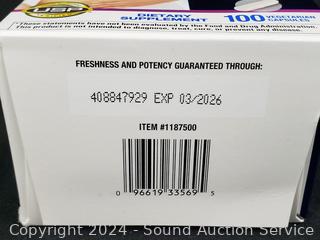 USP
DIETARY SUPPLEMENT
100 VEGETARIAN CAPSULES
*These statements have not been evaluated by the Food and Drug Administration.
This product is not intended to diagnose, treat, cure, or prevent any disease.
FRESHNESS AND POTENCY GUARANTEED THROUGH:
408847929 EXP 03/2026
ITEM #1187500
0 96619 33569 5
Copyright 2024 - Sound Auction Service